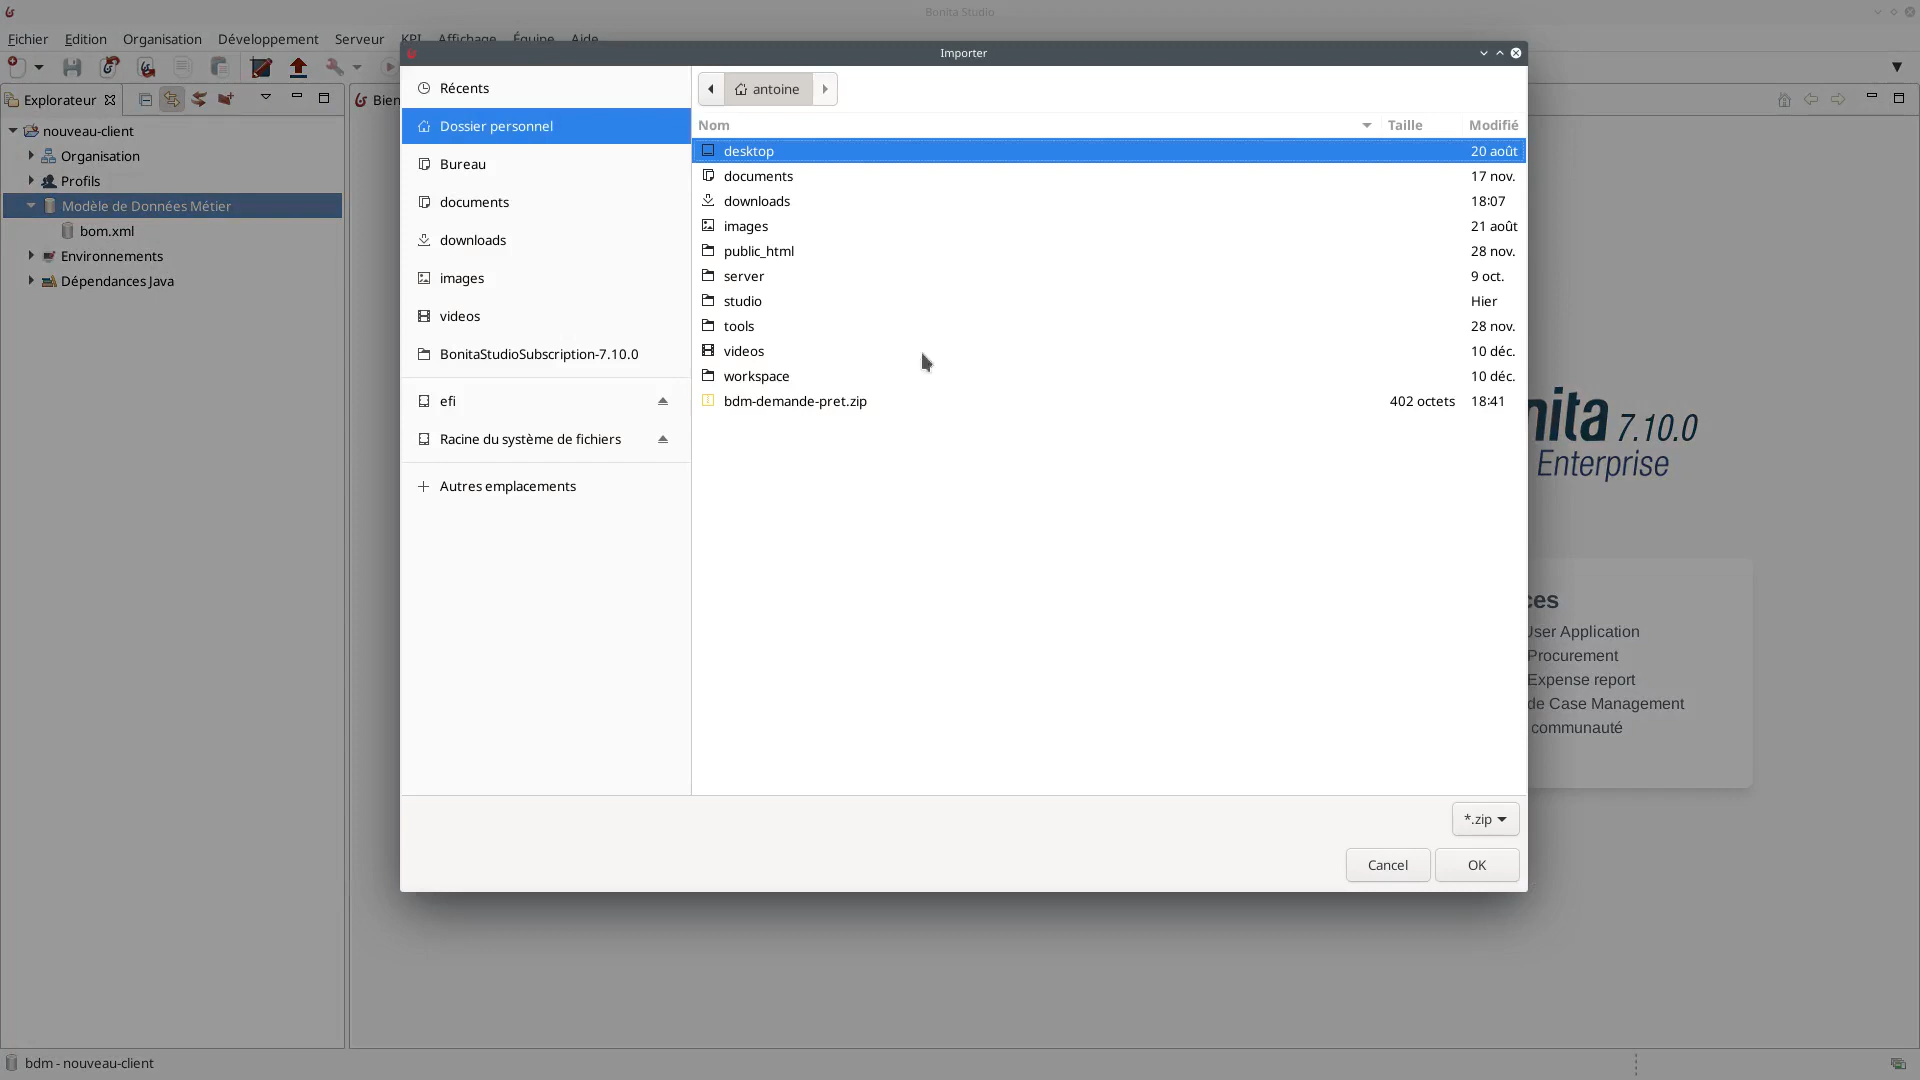 Bonita Studio
Fichier Edition Organisation Développement Serveur KPI Affichage Équipe Aide
Importer
Explorateur
nouveau-client
Organisation
Profils
Modèle de Données Métier
bom.xml
Environnements
Dépendances Java
Bien
Récents
Dossier personnel
Bureau
documents
downloads
images
videos
BonitaStudioSubscription-7.10.0
efi
Racine du système de fichiers
Autres emplacements
antoine
Nom Taille Modifié
desktop 20 août
documents 17 nov.
downloads 18:07
images 21 août
public_html 28 nov.
server 9 oct.
studio Hier
tools 28 nov.
videos 10 déc.
workspace 10 déc.
bdm-demande-pret.zip 402 octets 18:41
*.zip
Cancel OK
nita 7.10.0
Enterprise
ces
User Application
Procurement
Expense report
de Case Management
communauté
bdm - nouveau-client